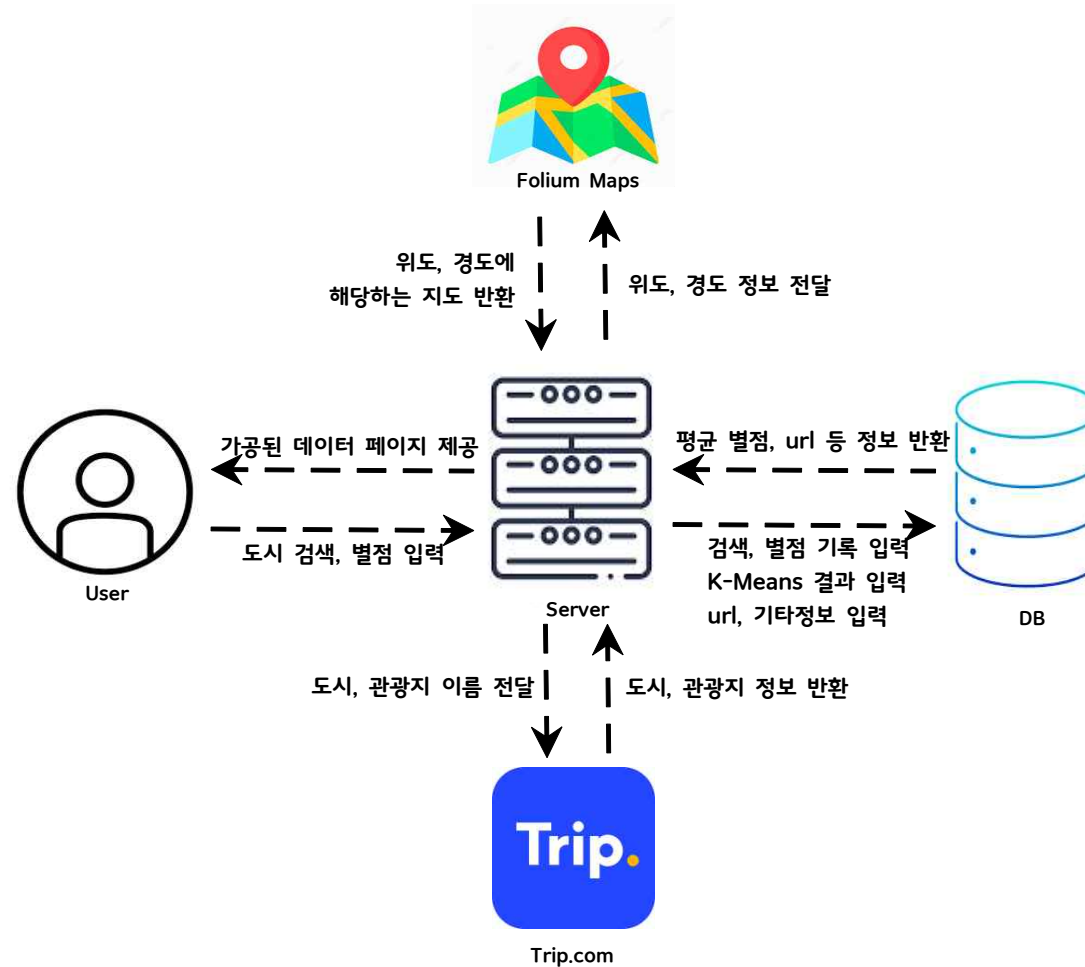 Folium Maps
위도, 경도에
해당하는 지도 반환
위도, 경도 정보 전달
가공된 데이터 페이지 제공
평균 별점, url 등 정보 반환
도시 검색, 별점 입력
검색, 별점 기록 입력
K-Means 결과 입력
url, 기타정보 입력
User
Server
DB
도시, 관광지 이름 전달
도시, 관광지 정보 반환
Trip.
Trip.com